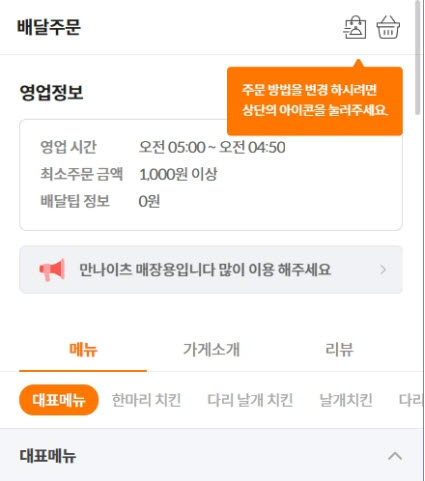 배달주문
주문 방법을 변경 하시려면
상단의 아이콘을 눌러주세요.
영업정보
영업 시간 오전 05:00 ~ 오전 04:50
최소주문 금액 1,000원 이상
배달팁 정보 0원
만나이츠 매장용입니다 많이 이용 해주세요
메뉴 가게소개 리뷰
대표메뉴 한마리 치킨 다리 날개 치킨 날개치킨 다리
대표메뉴